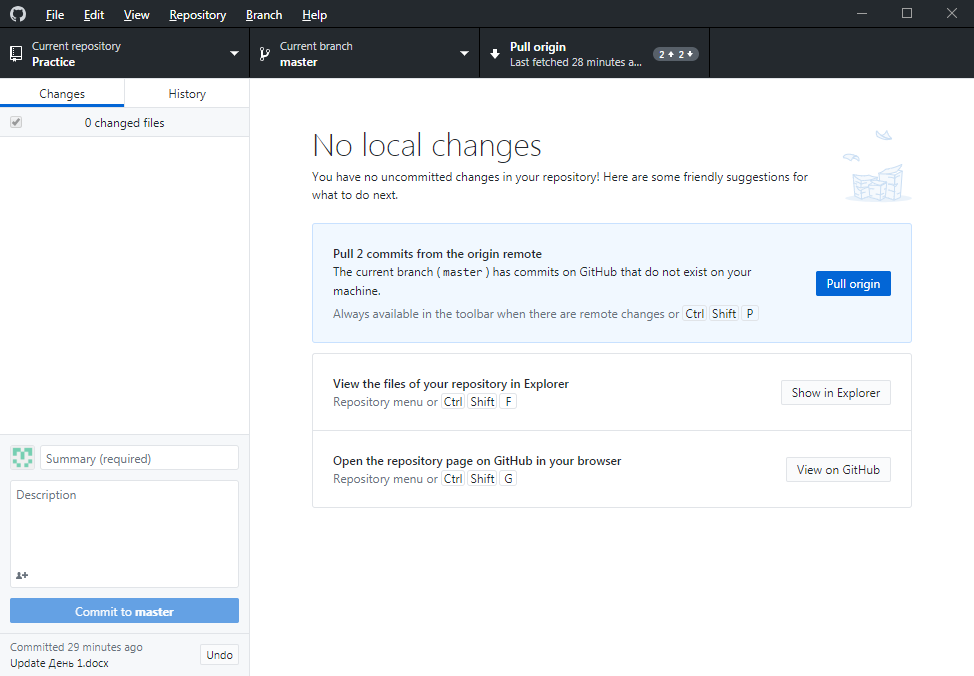 File Edit View Repository Branch Help
Current repository
Practice
Current branch
master
Pull origin
Last fetched 28 minutes a...
2 2
Changes History
0 changed files
No local changes
You have no uncommitted changes in your repository! Here are some friendly suggestions for
what to do next.
Pull 2 commits from the origin remote
The current branch (master) has commits on GitHub that do not exist on your
machine.
Always available in the toolbar when there are remote changes or Ctrl Shift P
Pull origin
View the files of your repository in Explorer
Repository menu or Ctrl Shift F
Show in Explorer
Open the repository page on GitHub in your browser
Repository menu or Ctrl Shift G
View on GitHub
Summary (required)
Description
Commit to master
Committed 29 minutes ago
Update День 1.docx
Undo